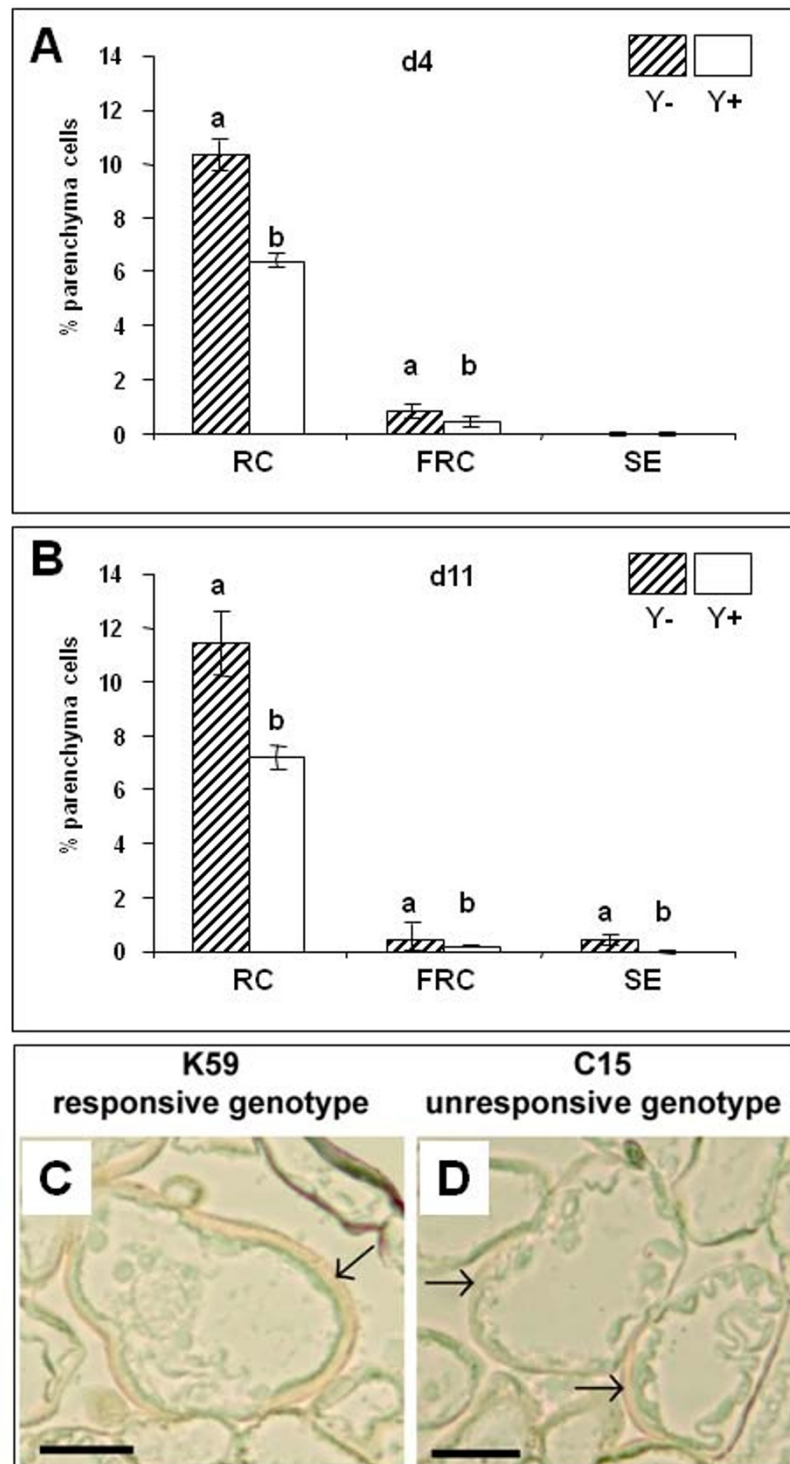 A
d4
Y- Y+
% parenchyma cells
14
12
10
8
6
4
2
0
a
b
a b
RC FRC SE
B
d11
Y- Y+
% parenchyma cells
14
12
10
8
6
4
2
0
a
b
a b
a b
RC FRC SE
K59
responsive genotype
C15
unresponsive genotype
C
D